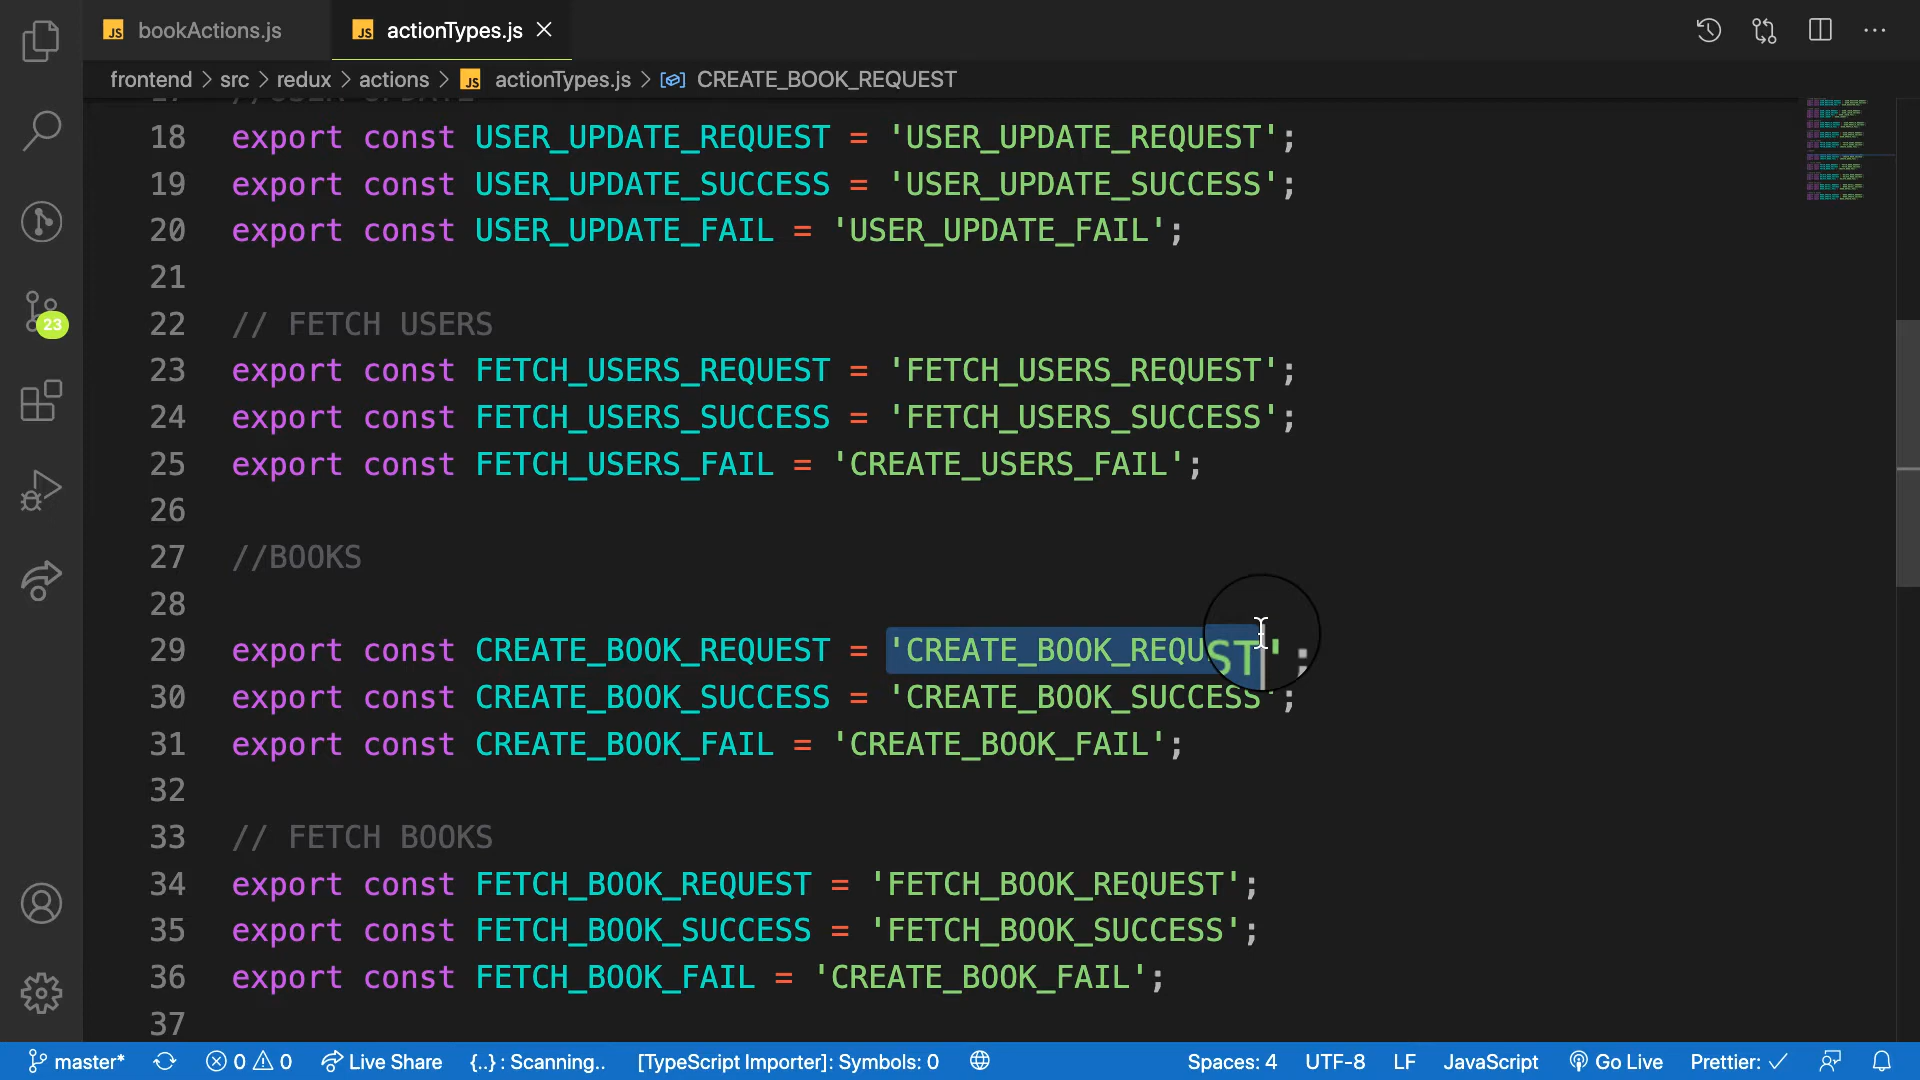 bookActions.js
actionTypes.js
frontend > src > redux > actions > actionTypes.js > CREATE_BOOK_REQUEST
17 //USER UPDATE
18 export const USER_UPDATE_REQUEST = 'USER_UPDATE_REQUEST';
19 export const USER_UPDATE_SUCCESS = 'USER_UPDATE_SUCCESS';
20 export const USER_UPDATE_FAIL = 'USER_UPDATE_FAIL';
21
22 // FETCH USERS
23 export const FETCH_USERS_REQUEST = 'FETCH_USERS_REQUEST';
24 export const FETCH_USERS_SUCCESS = 'FETCH_USERS_SUCCESS';
25 export const FETCH_USERS_FAIL = 'CREATE_USERS_FAIL';
26
27 //BOOKS
28
29 export const CREATE_BOOK_REQUEST = 'CREATE_BOOK_REQUEST';
30 export const CREATE_BOOK_SUCCESS = 'CREATE_BOOK_SUCCESS';
31 export const CREATE_BOOK_FAIL = 'CREATE_BOOK_FAIL';
32
33 // FETCH BOOKS
34 export const FETCH_BOOK_REQUEST = 'FETCH_BOOK_REQUEST';
35 export const FETCH_BOOK_SUCCESS = 'FETCH_BOOK_SUCCESS';
36 export const FETCH_BOOK_FAIL = 'CREATE_BOOK_FAIL';
37
23
master* 0 0 Live Share {..} : Scanning.. [TypeScript Importer]: Symbols: 0 Spaces: 4 UTF-8 LF JavaScript Go Live Prettier: ✓